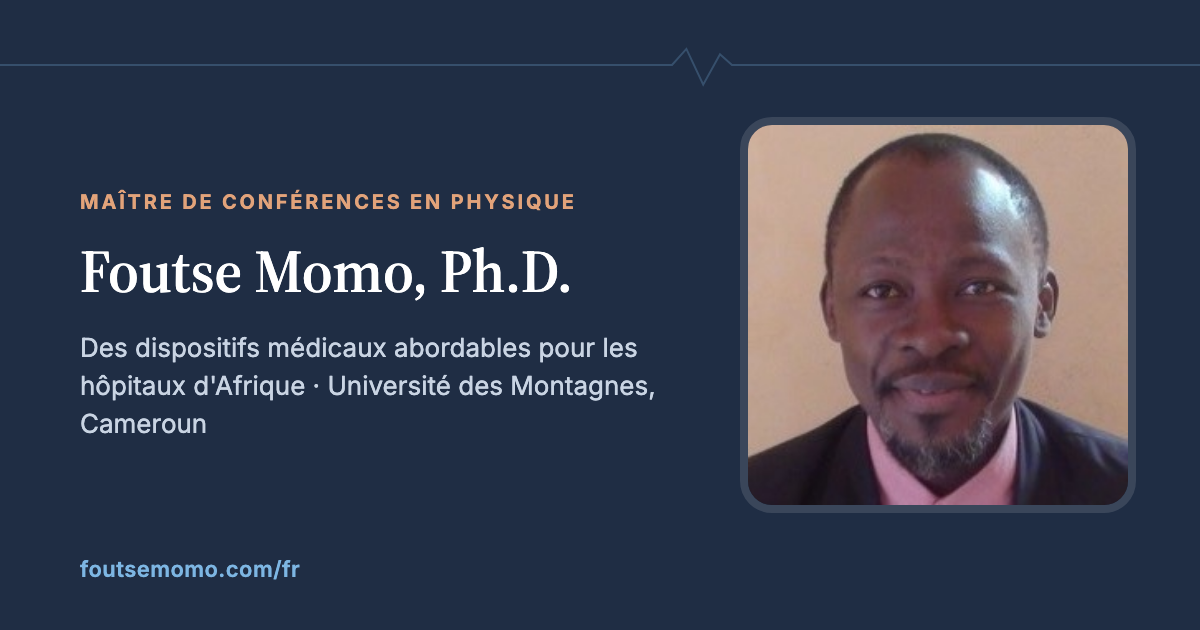 MAÎTRE DE CONFÉRENCES EN PHYSIQUE
Foutse Momo, Ph.D.
Des dispositifs médicaux abordables pour les
hôpitaux d'Afrique · Université des Montagnes,
Cameroun
foutsemomo.com/fr